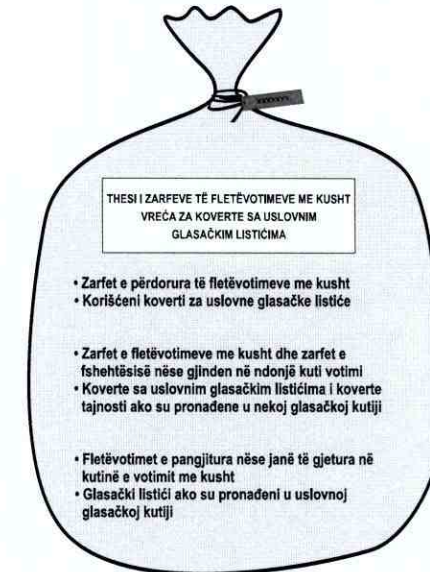 THESI I ZARFEVE TË FLETËVOTIMEVE ME KUSHT
VREĆA ZA KOVERTE SA USLOVNIM
GLASAČKIM LISTIĆIMA
• Zarfet e përdorura të fletëvotimeve me kusht
• Korišćeni koverti za uslovne glasačke listiće
• Zarfet e fletëvotimeve me kusht dhe zarfet e
fshehtësisë nëse gjinden në ndonjë kuti votimi
• Koverte sa uslovnim glasačkim listićima i koverte
tajnosti ako su pronađene u nekoj glasačkoj kutiji
• Fletëvotimet e pangjitura nëse janë të gjetura në
kutinë e votimit me kusht
• Glasački listići ako su pronađeni u uslovnoj
glasačkoj kutiji